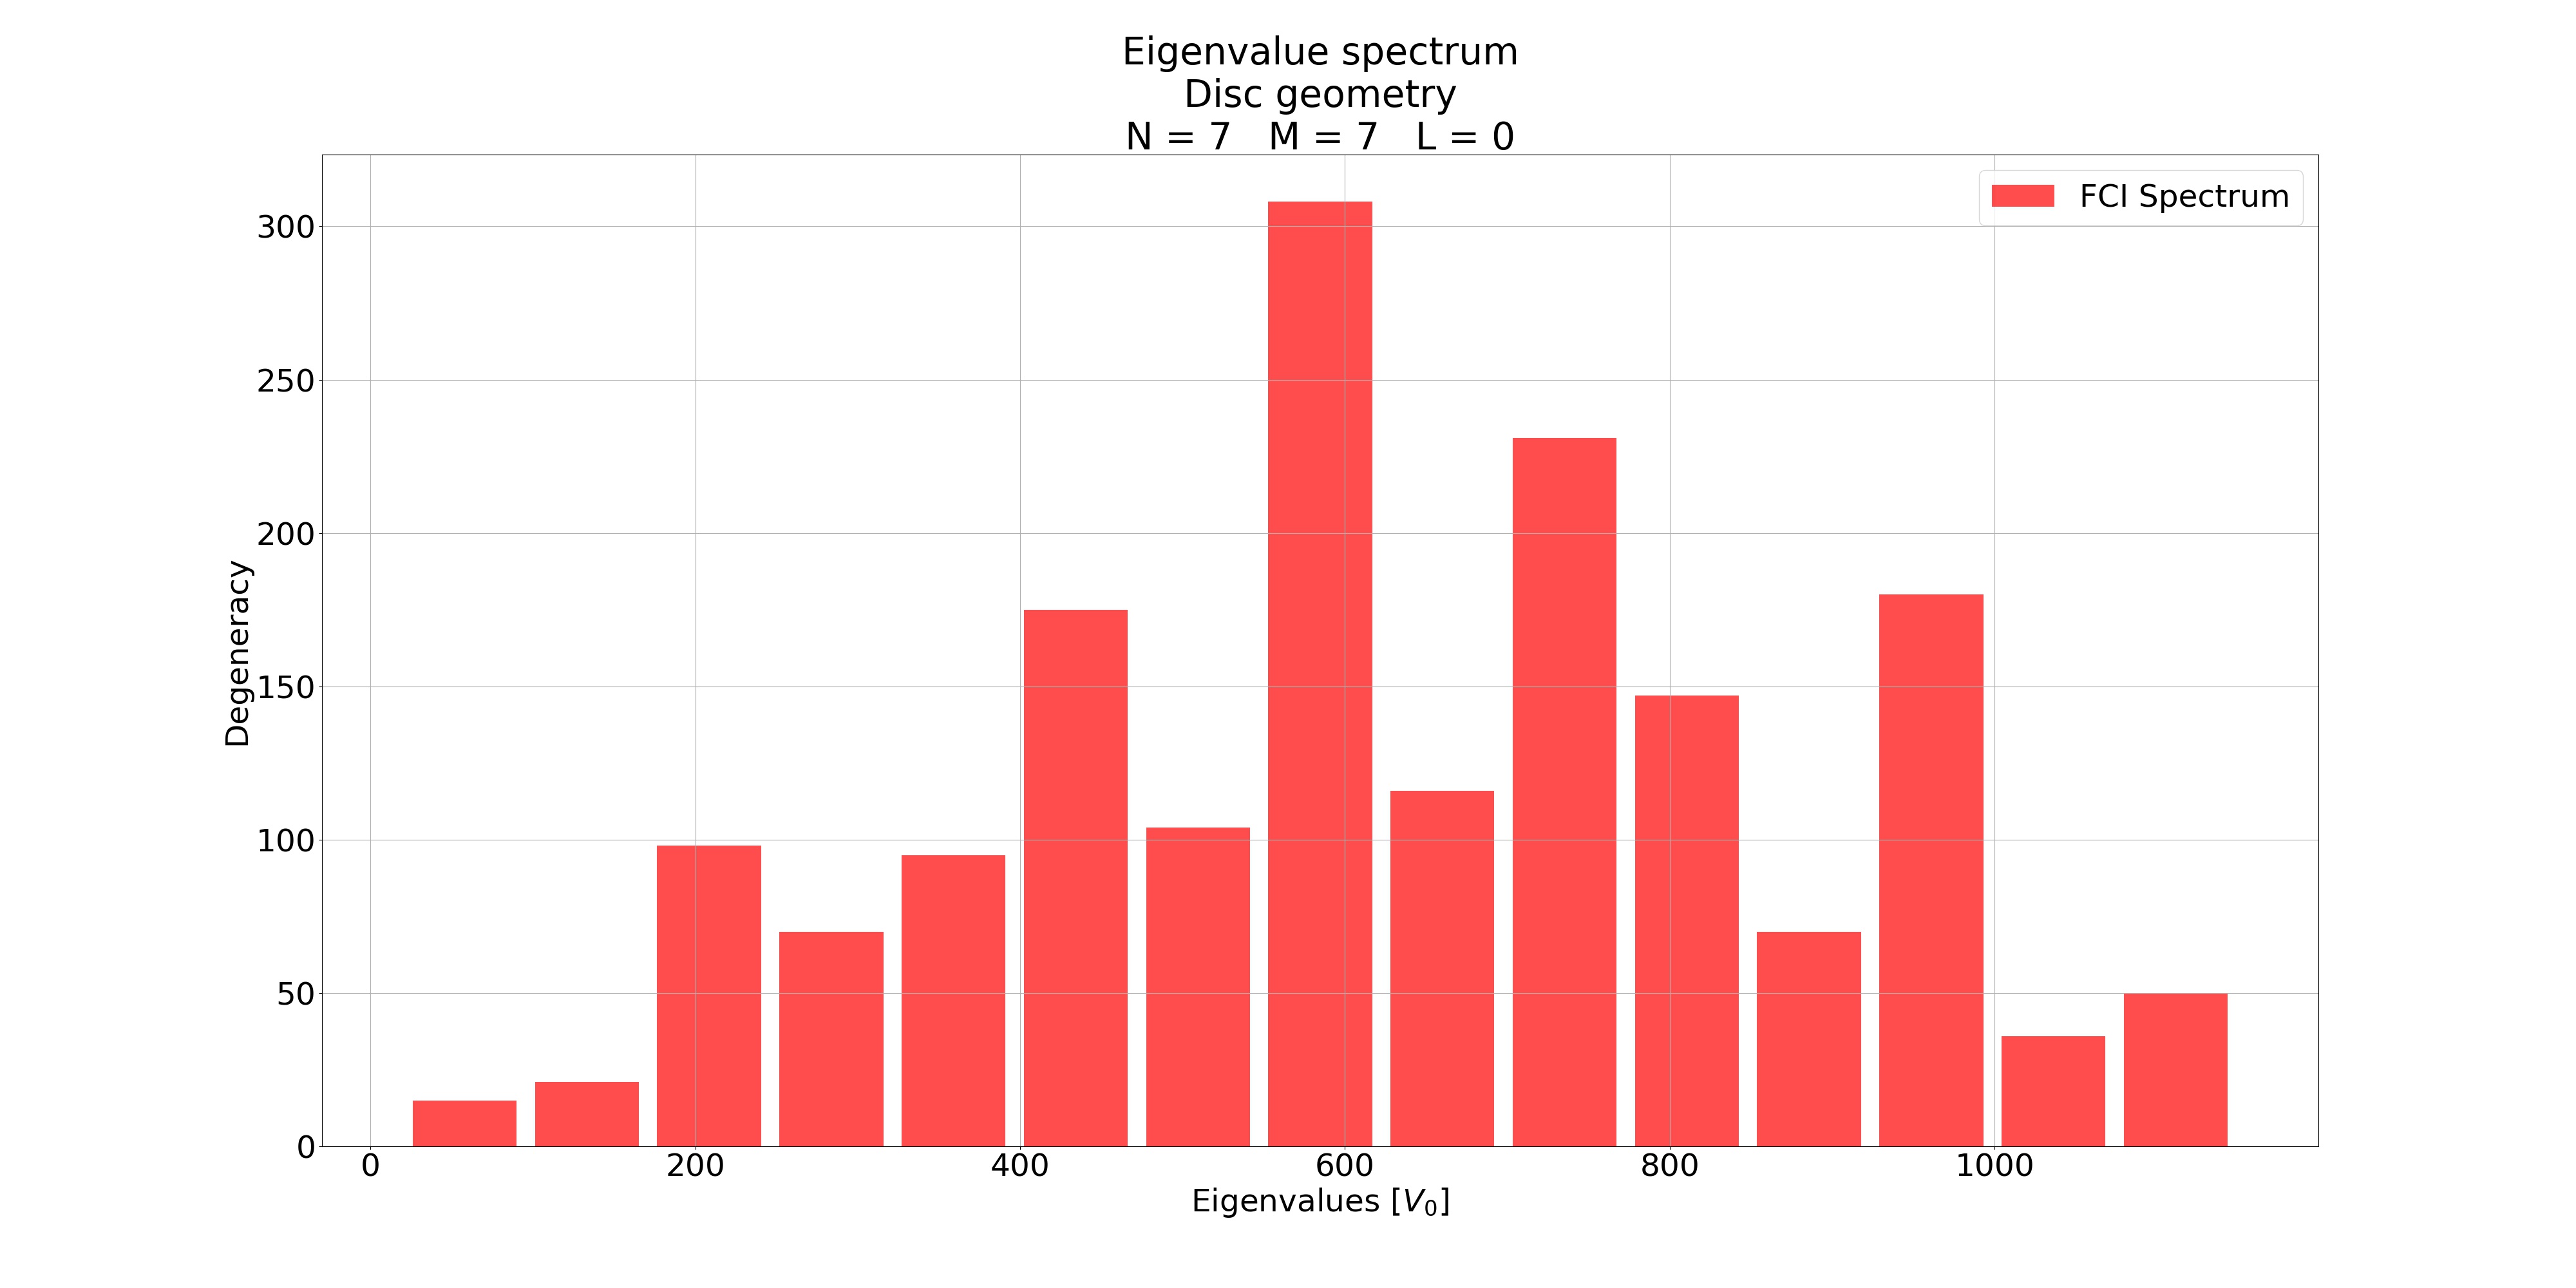 Eigenvalue spectrum
Disc geometry
N = 7 M = 7 L = 0
FCI Spectrum
300
250
200
150
100
50
0
Degeneracy
0 200 400 600 800 1000
Eigenvalues [V₀]